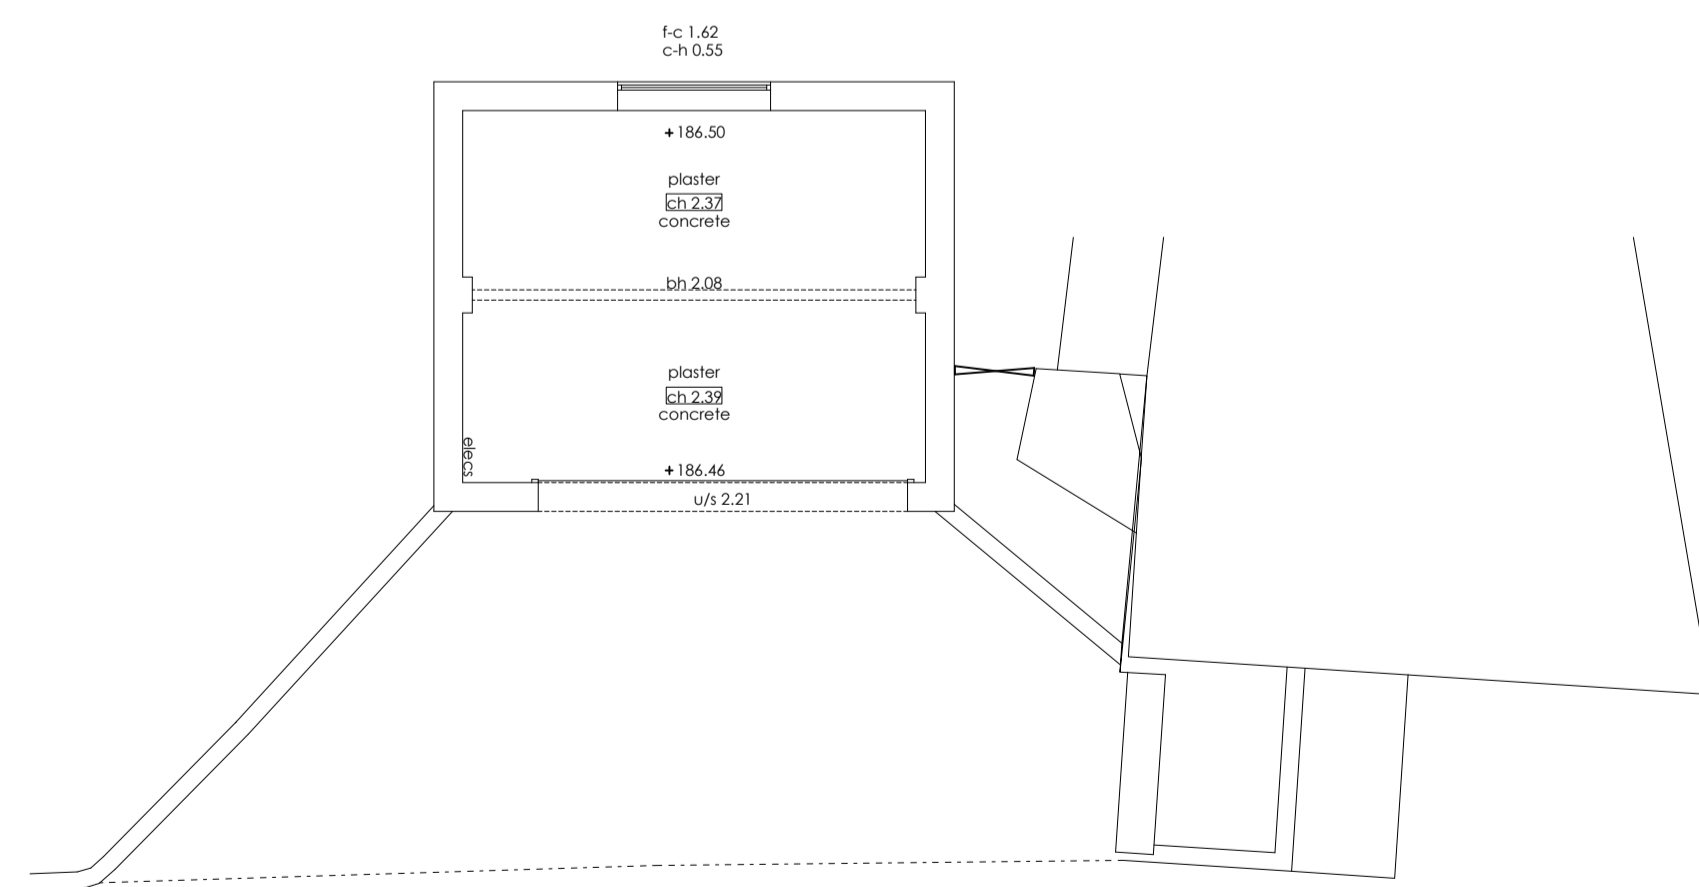 f-c 1.62
c-h 0.55
+186.50
plaster
ch 2.37
concrete
bh 2.08
plaster
ch 2.39
concrete
elecs
+186.46
u/s 2.21